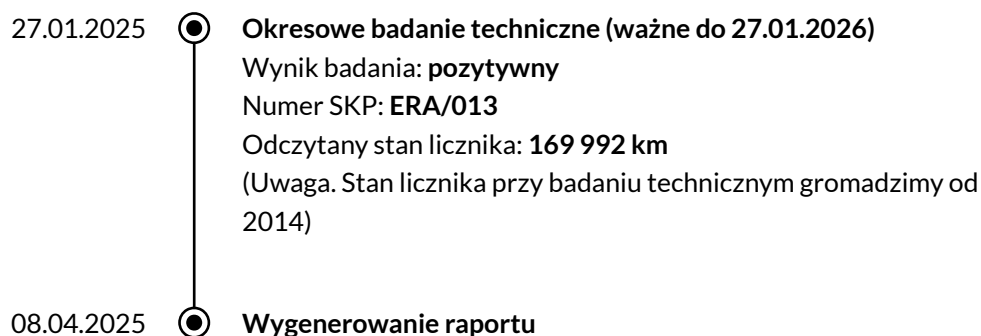 27.01.2025 Okresowe badanie techniczne (ważne do 27.01.2026)
Wynik badania: pozytywny
Numer SKP: ERA/013
Odczytany stan licznika: 169 992 km
(Uwaga. Stan licznika przy badaniu technicznym gromadzimy od
2014)
08.04.2025 Wygenerowanie raportu